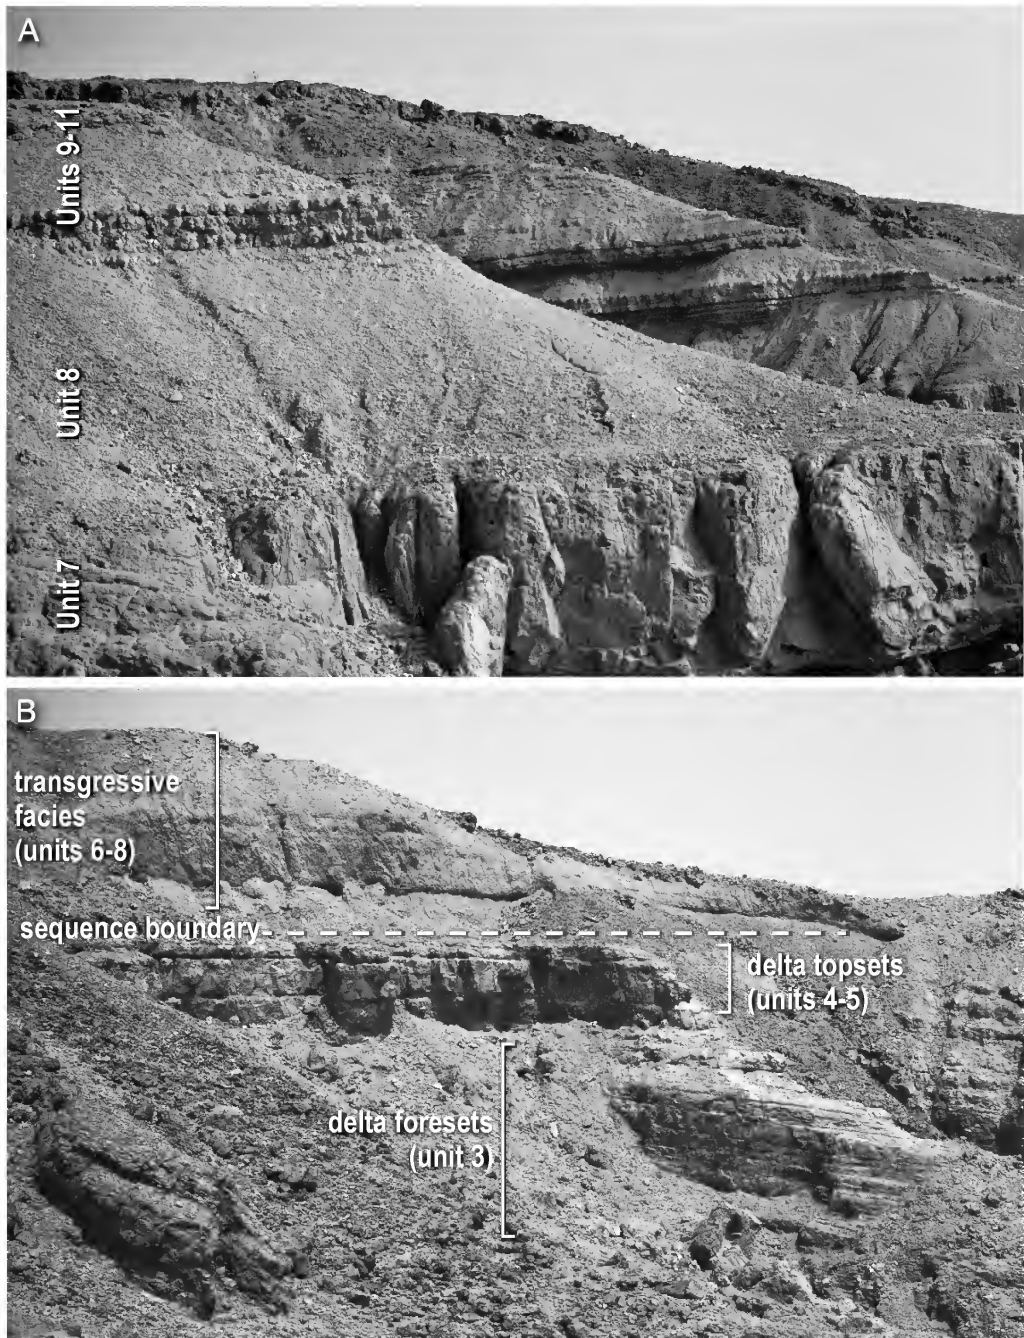 A
Units 9-11
Unit 8
Unit 7
B
transgressive
facies
(units 6-8)
sequence boundary
delta topsets
(units 4-5)
delta foresets
(unit 3)